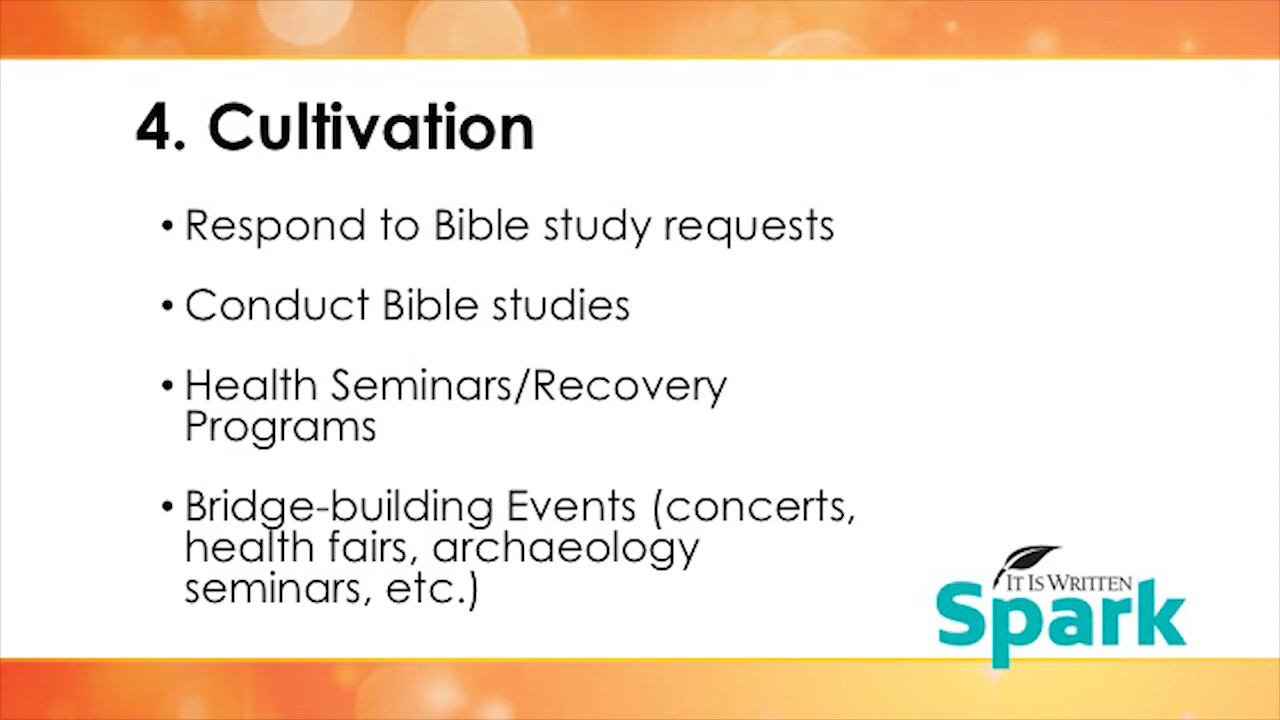 4. Cultivation
• Respond to Bible study requests
• Conduct Bible studies
• Health Seminars/Recovery
Programs
• Bridge-building Events (concerts,
health fairs, archaeology
seminars, etc.)
IT IS WRITTEN
Spark